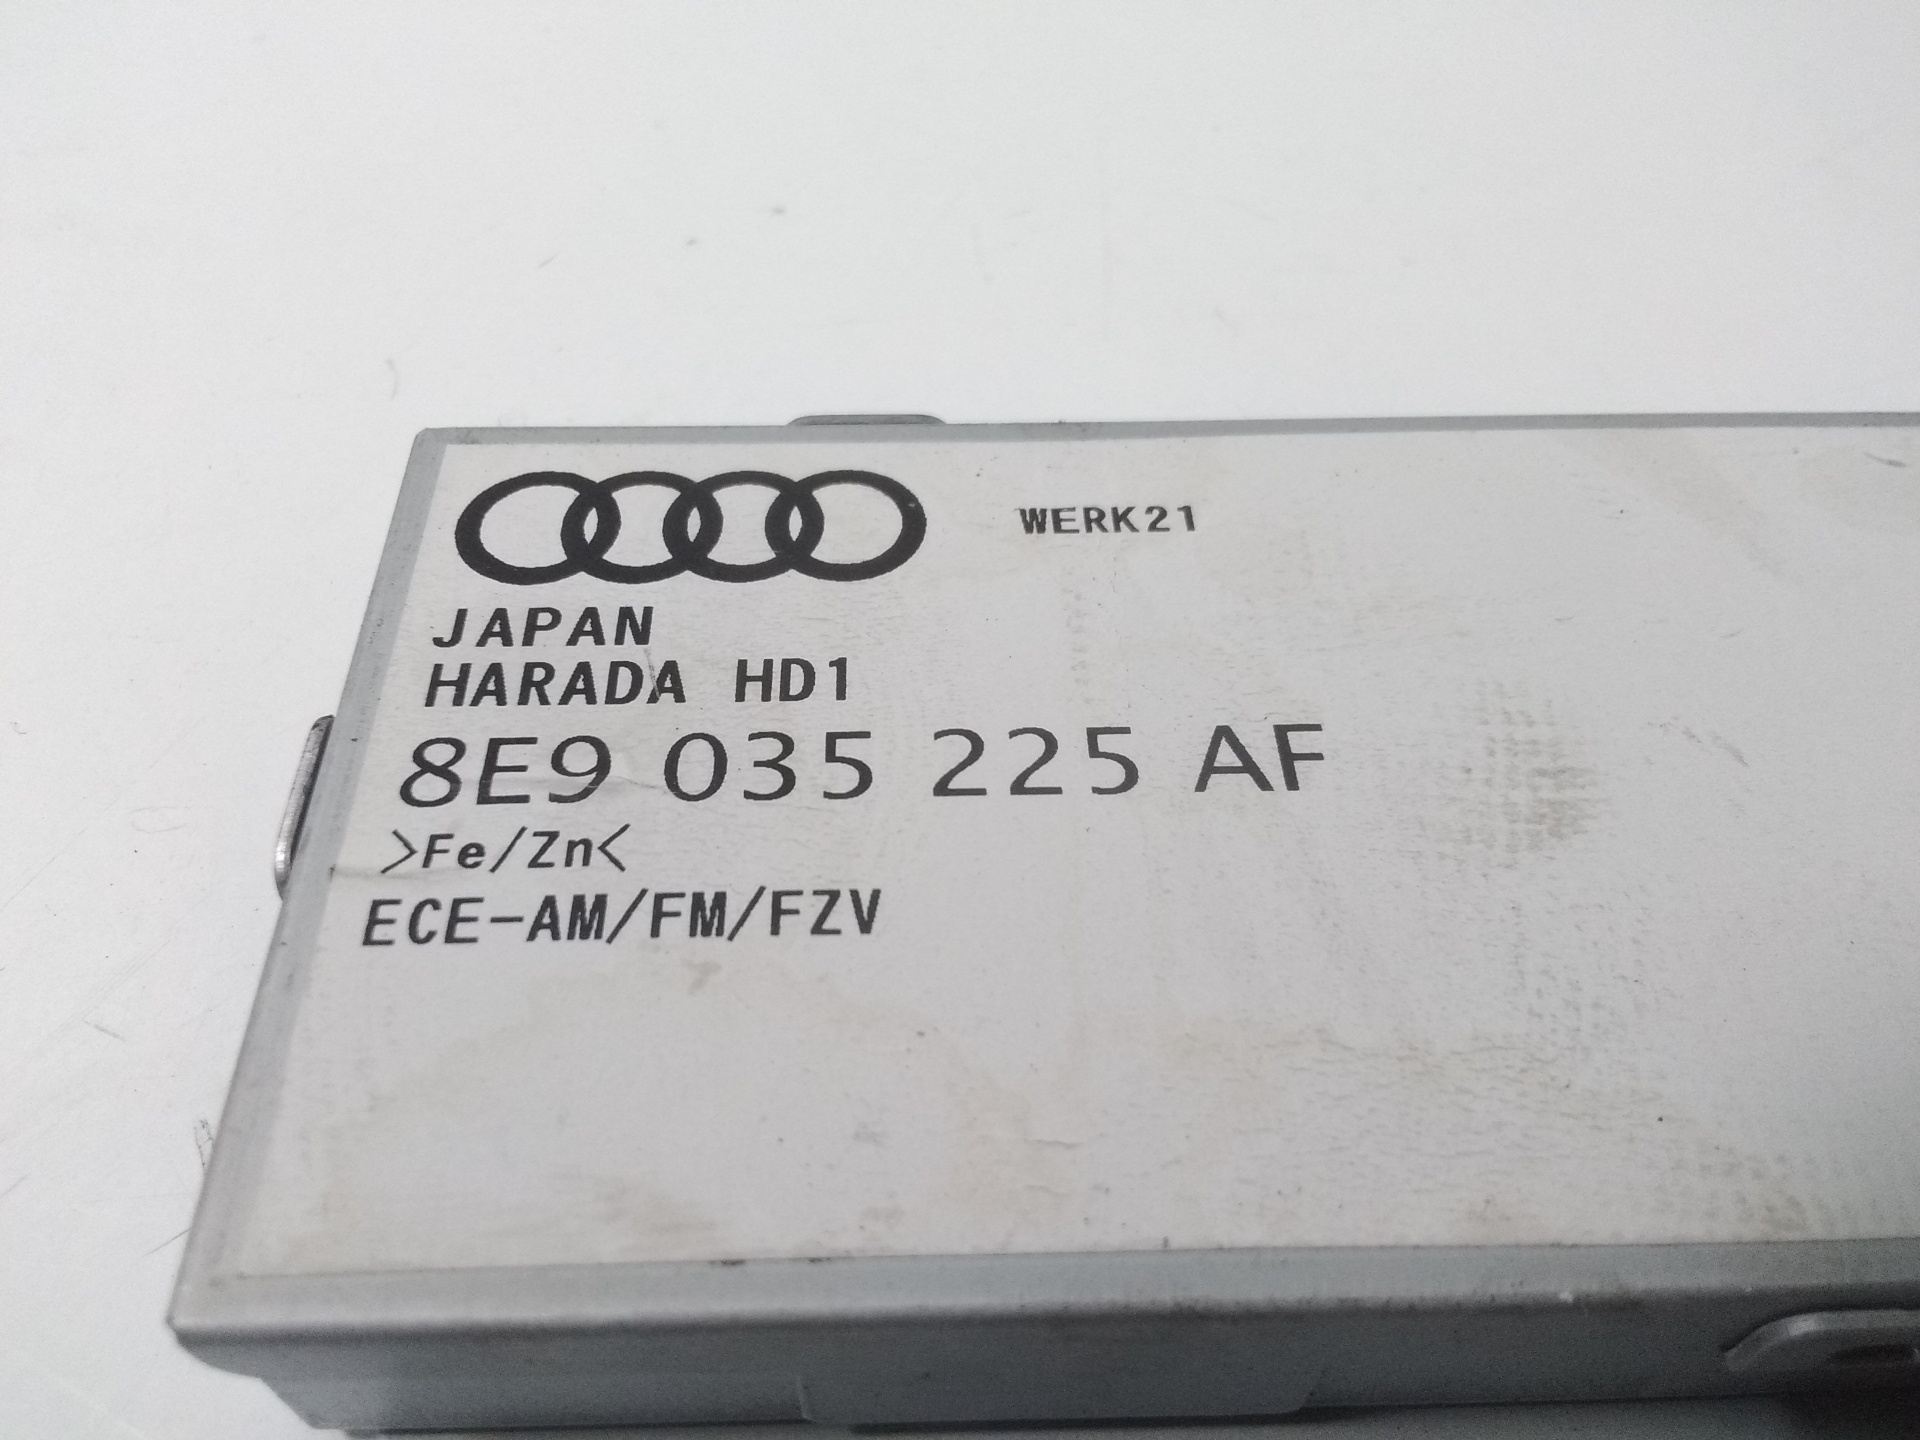 WERK21
JAPAN
HARADA HD1
8E9 035 225 AF
>Fe/Zn<
ECE-AM/FM/FZV